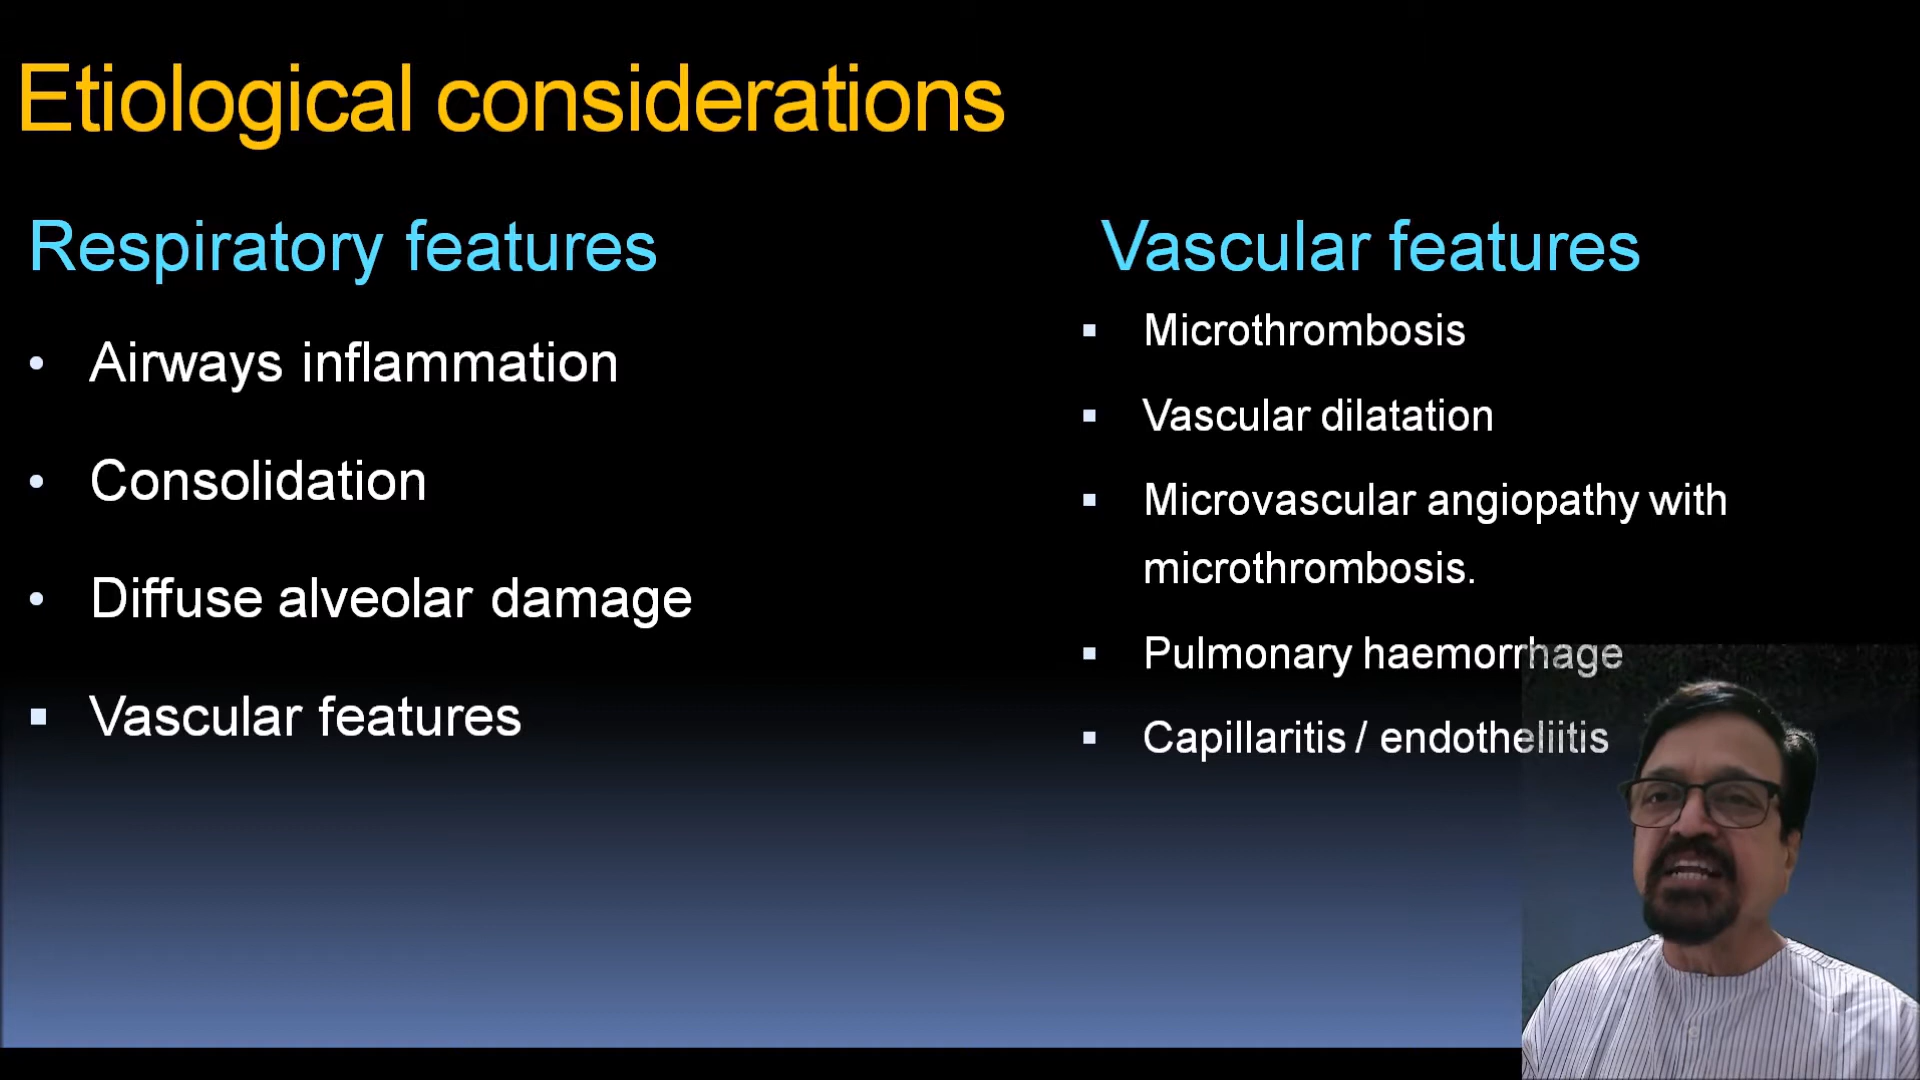 Etiological considerations
Respiratory features
• Airways inflammation
• Consolidation
• Diffuse alveolar damage
▪ Vascular features
Vascular features
▪ Microthrombosis
▪ Vascular dilatation
▪ Microvascular angiopathy with
microthrombosis.
▪ Pulmonary haemorrhage
▪ Capillaritis / endotheliitis